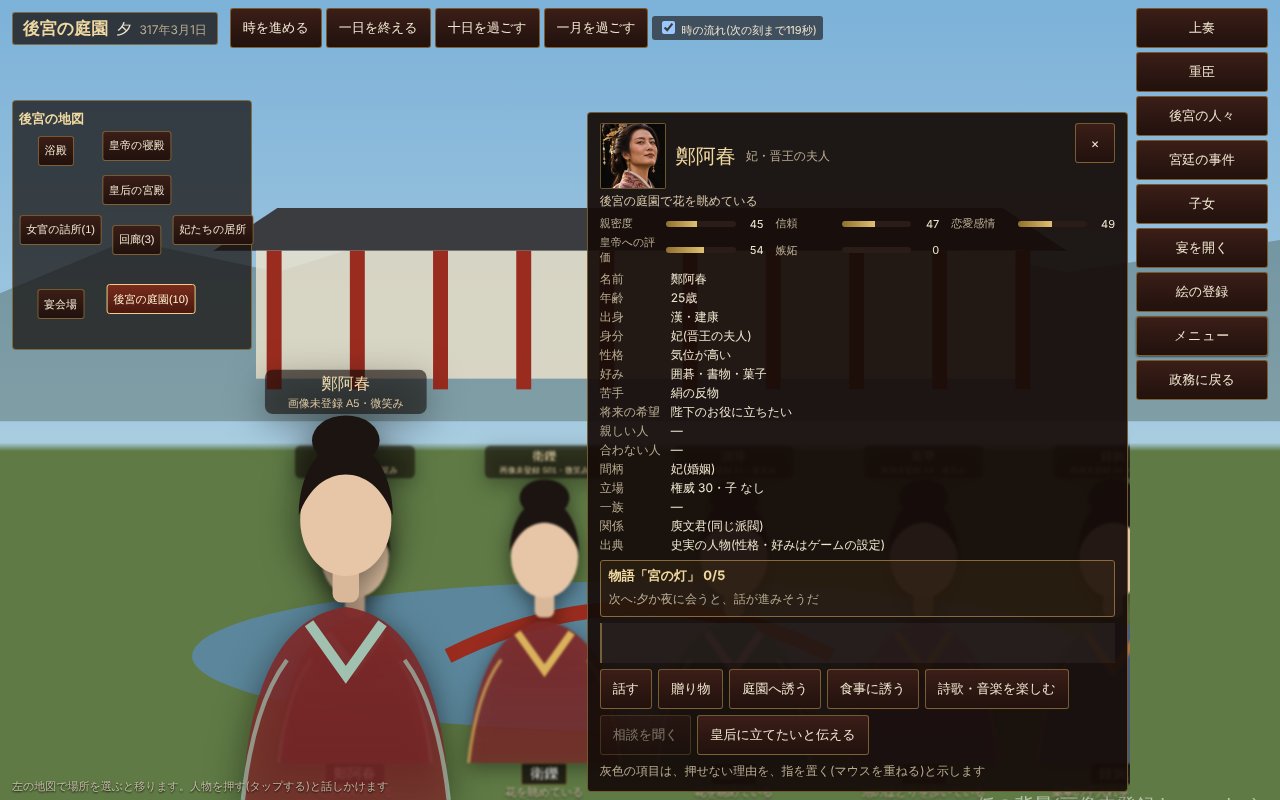 後宮の庭園 夕 317年3月1日
時を進める
一日を終える
十日を過ごす
一月を過ごす
時の流れ(次の刻まで119秒)
上奏
重臣
後宮の人々
宮廷の事件
子女
宴を開く
絵の登録
メニュー
政務に戻る
後宮の地図
浴殿
皇帝の寝殿
皇后の宮殿
女官の詰所(1)
回廊(3)
妃たちの居所
宴会場
後宮の庭園(10)
鄭阿春
画像未登録 A5・微笑み
衛鑠
鄭阿春 妃・晋王の夫人
×
後宮の庭園で花を眺めている
親密度 45 信頼 47 恋愛感情 49
皇帝への評価 54 嫉妬 0
名前 鄭阿春
年齢 25歳
出身 漢・建康
身分 妃(晋王の夫人)
性格 気位が高い
好み 囲碁・書物・菓子
苦手 絹の反物
将来の希望 陛下のお役に立ちたい
親しい人 —
合わない人 —
間柄 妃(婚姻)
立場 権威 30・子 なし
一族 —
関係 庾文君(同じ派閥)
出典 史実の人物(性格・好みはゲームの設定)
物語「宮の灯」 0/5
次へ:夕か夜に会うと、話が進みそうだ
話す
贈り物
庭園へ誘う
食事に誘う
詩歌・音楽を楽しむ
相談を聞く
皇后に立てたいと伝える
灰色の項目は、押せない理由を、指を置く(マウスを重ねる)と示します
鄭阿春
衛鑠
花を眺めている
左の地図で場所を選ぶと移ります。人物を押す(タップする)と話しかけます